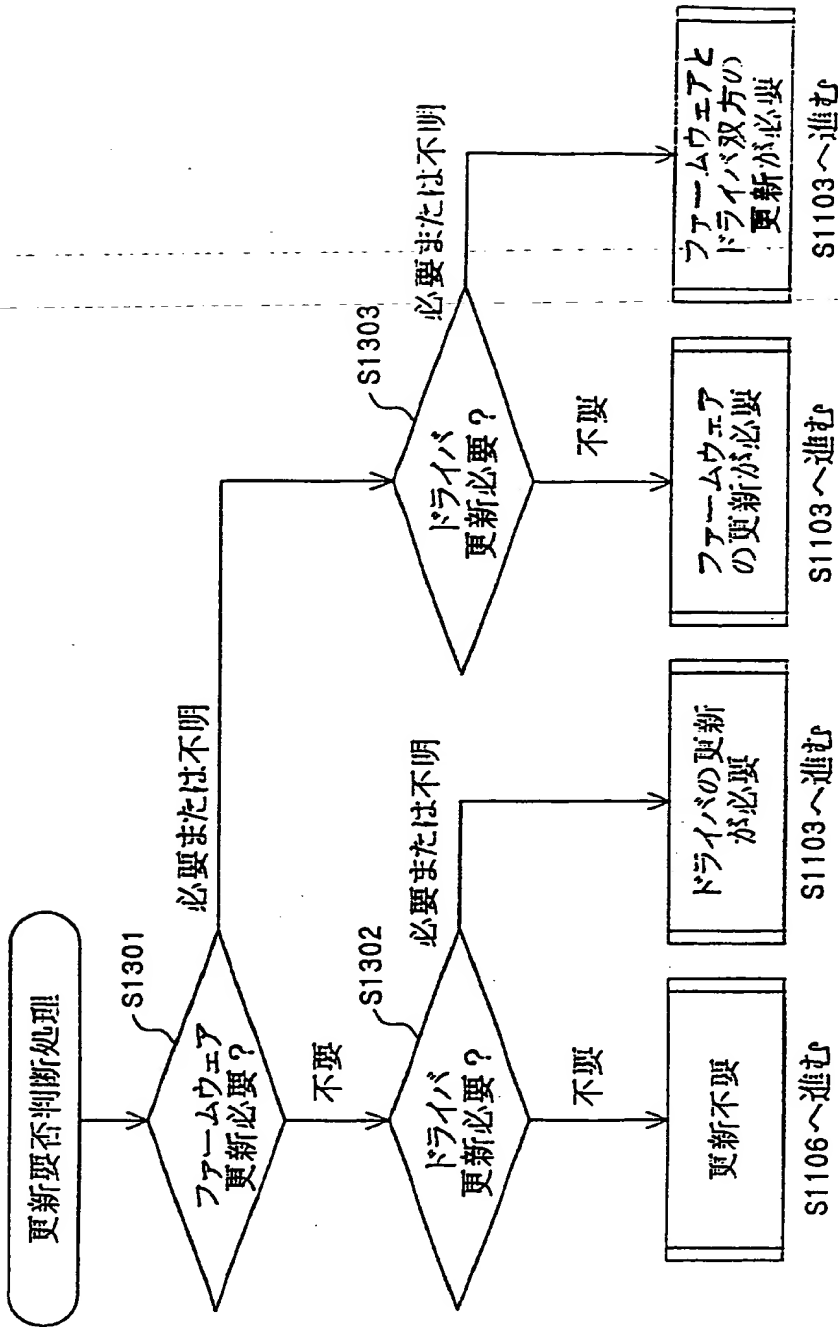 更新要否判断処理
S1301
ファームウェア
更新必要?
必要または不明
不要
S1302
ドライバ
更新必要?
必要または不明
不要
S1303
ドライバ
更新必要?
必要または不明
不要
更新不要
S1106へ進む
ドライバの更新
が必要
S1103へ進む
ファームウェア
の更新が必要
S1103へ進む
ファームウェアと
ドライバ双方の
更新が必要
S1103へ進む